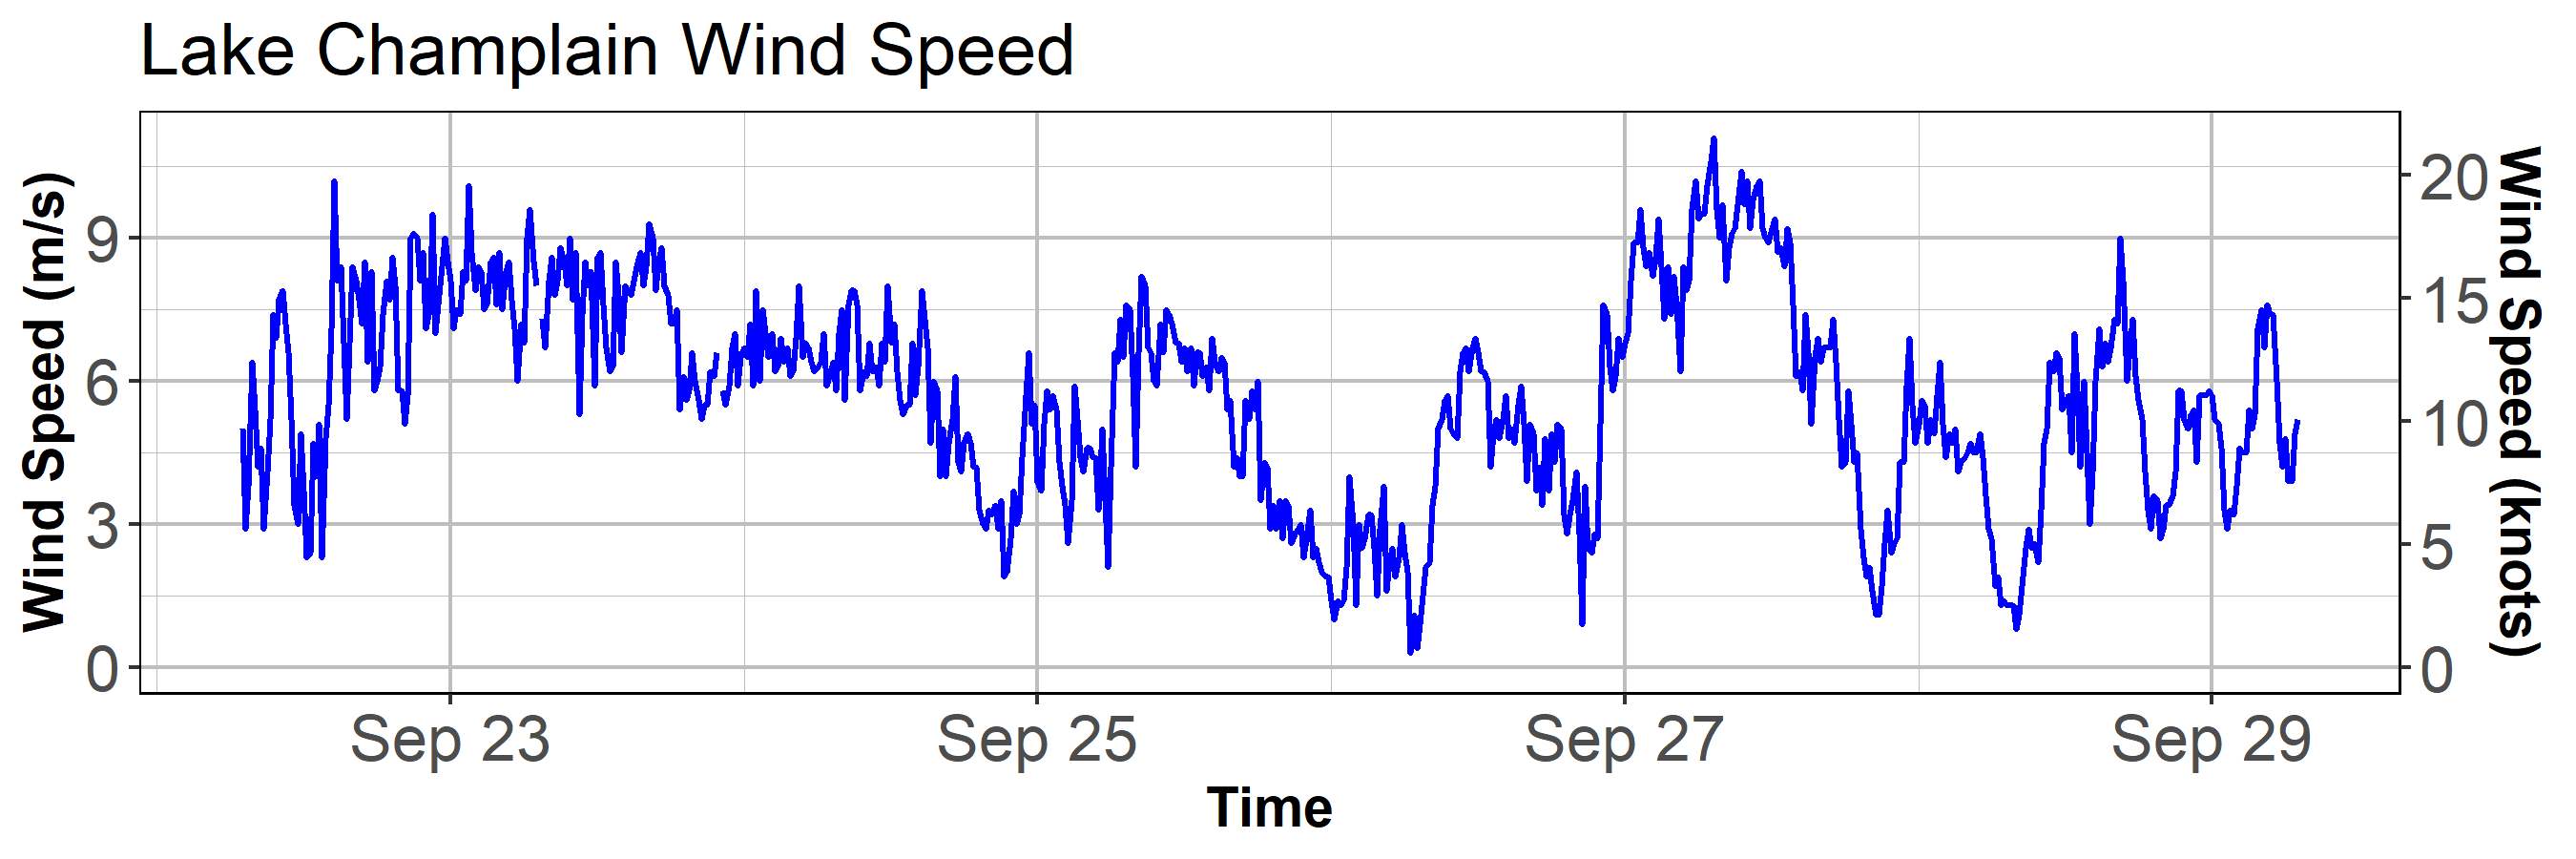 Lake Champlain Wind Speed
Wind Speed (m/s)
9
6
3
0
20
15
10
5
0
Wind Speed (knots)
Sep 23
Sep 25
Sep 27
Sep 29
Time